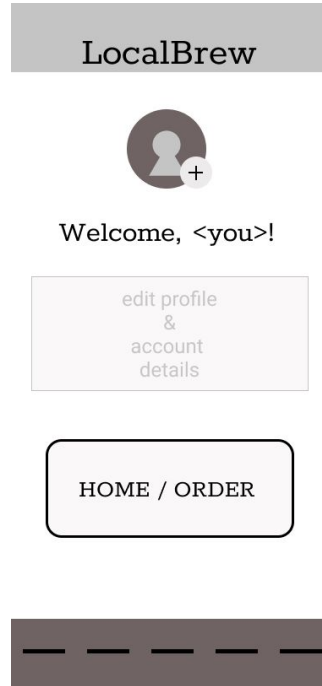 LocalBrew
+
Welcome, <you>!
edit profile
&
account
details
HOME / ORDER